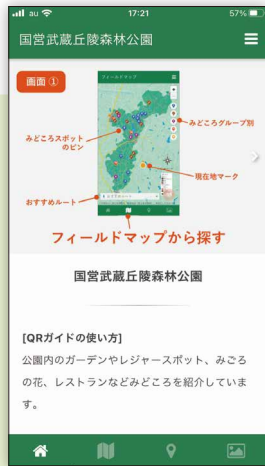 au 17:21 57%
国営武蔵丘陵森林公園
画面①
フィールドマップ
みどころグループ別
みどころスポット
のピン
現在地マーク
おすすめルート
フィールドマップから探す
国営武蔵丘陵森林公園
[QRガイドの使い方]
公園内のガーデンやレジャースポット、みごろ
の花、レストランなどみどころを紹介していま
す。